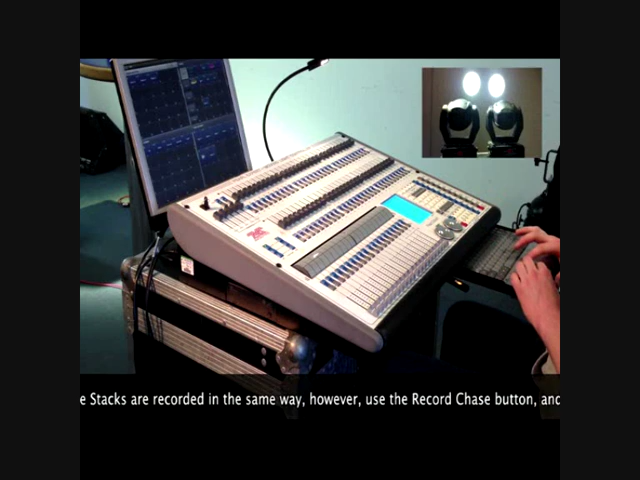 e Stacks are recorded in the same way, however, use the Record Chase button, and